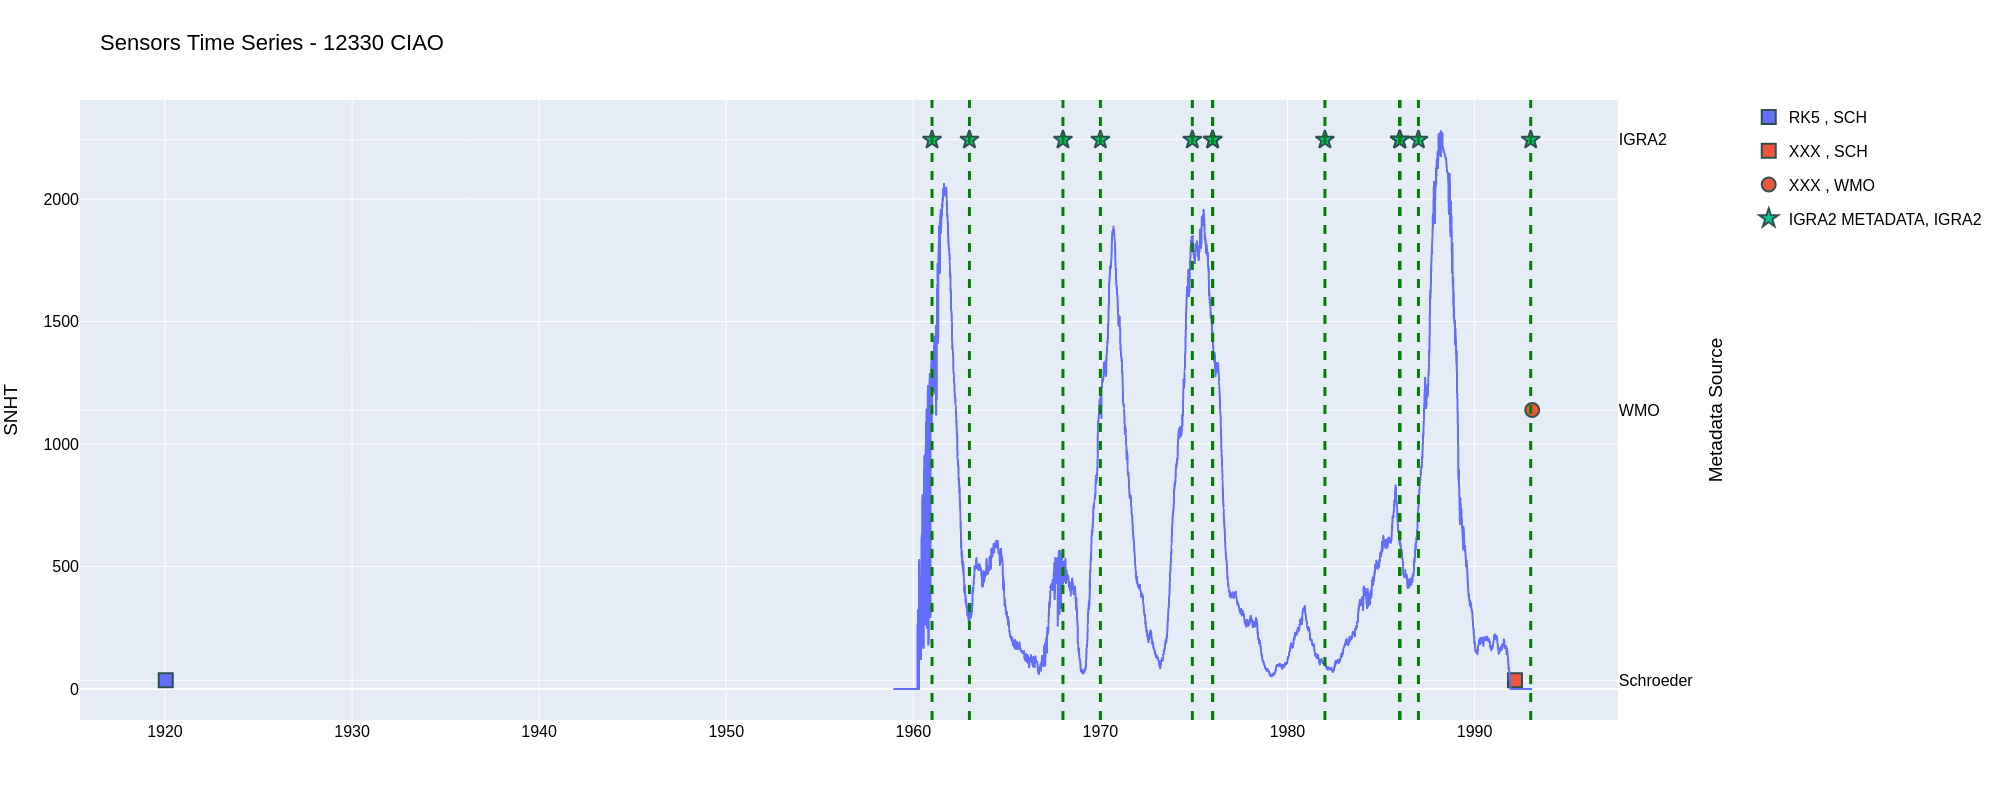 Sensors Time Series - 12330 CIAO
RK5 , SCH
XXX , SCH
XXX , WMO
IGRA2 METADATA, IGRA2
IGRA2
WMO
Schroeder
Metadata Source
SNHT
2000
1500
1000
500
0
1920 1930 1940 1950 1960 1970 1980 1990